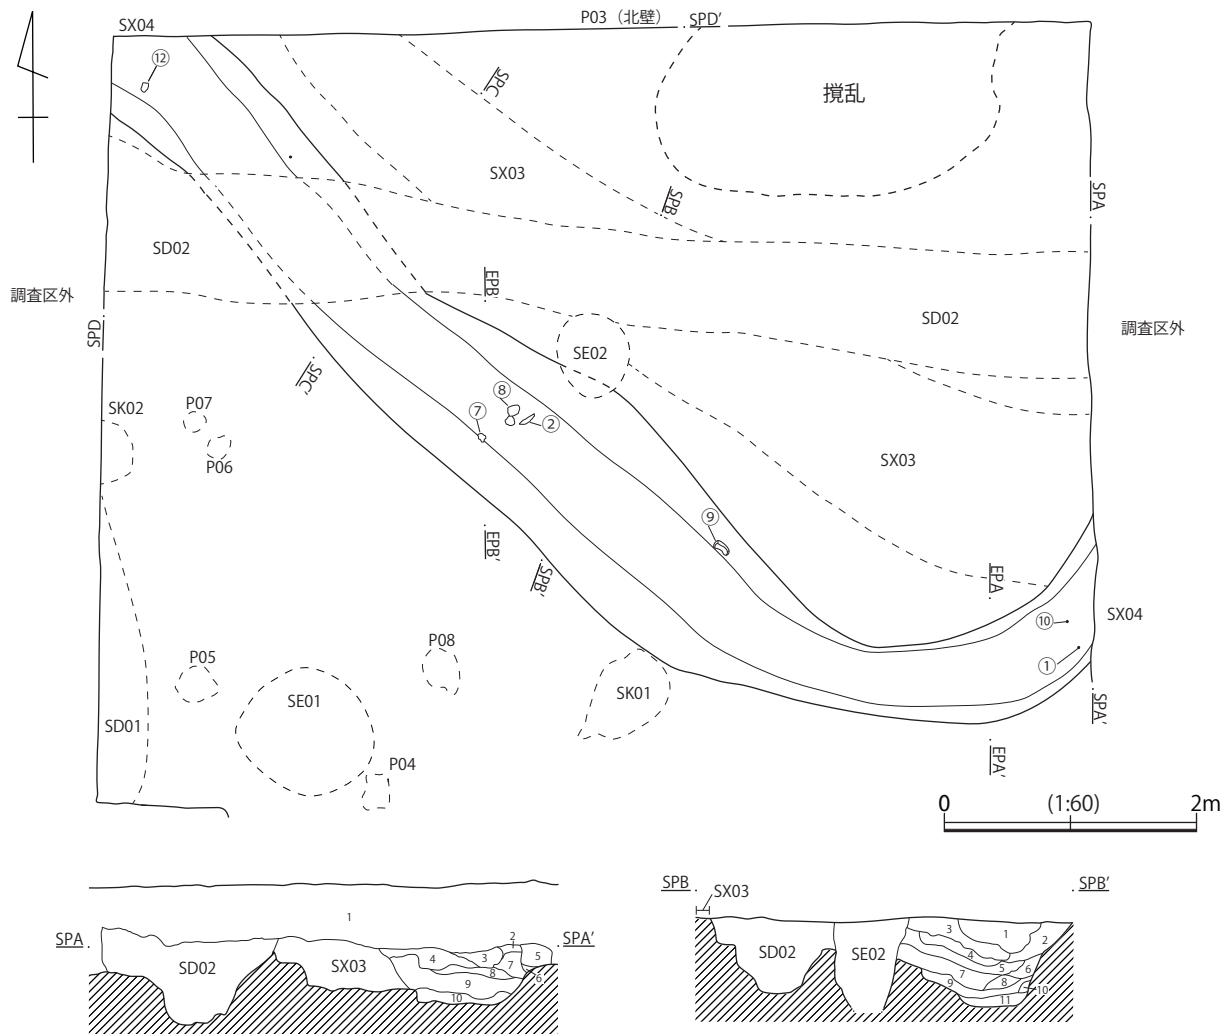 P03（北壁）
SPD’
SX04
⑫
SPC
撹乱
SX03
SPB
SPA
SD02
EPB
調査区外
SPD
SD02
調査区外
SE02
SPC’
⑧
②
⑦
SK02
P07
P06
SX03
⑨
EPB’
SPB’
EPA
⑩
SX04
①
P08
P05
SK01
SE01
SD01
SPA’
EPA’
P04
0 (1:60) 2m
SPA
1
SPA’
2
4
3
7
5
8
6
9
10
SD02
SX03
SPB
SX03
SPB’
SD02
SE02
3
1
2
4
5
6
7
8
9
10
11